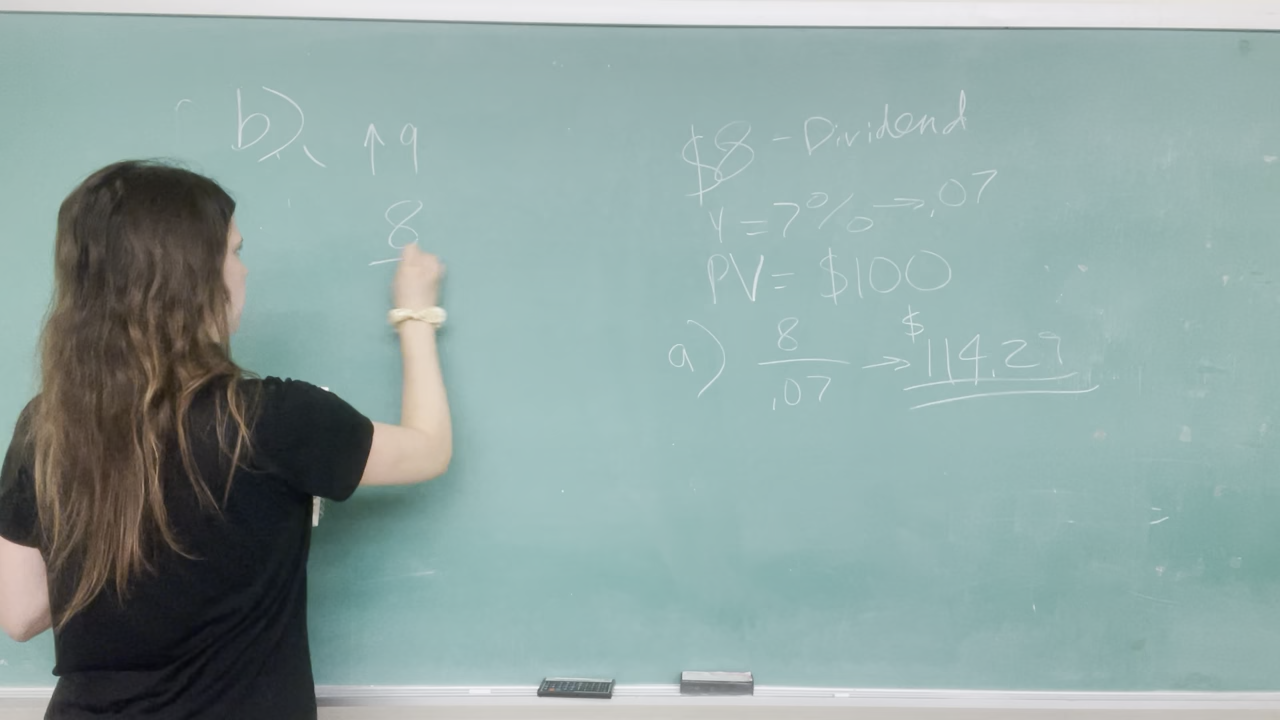 b) ↑9
8
$8 - Dividend
Y = 7% → .07
PV = $100
a) 8 / .07 → $114.29